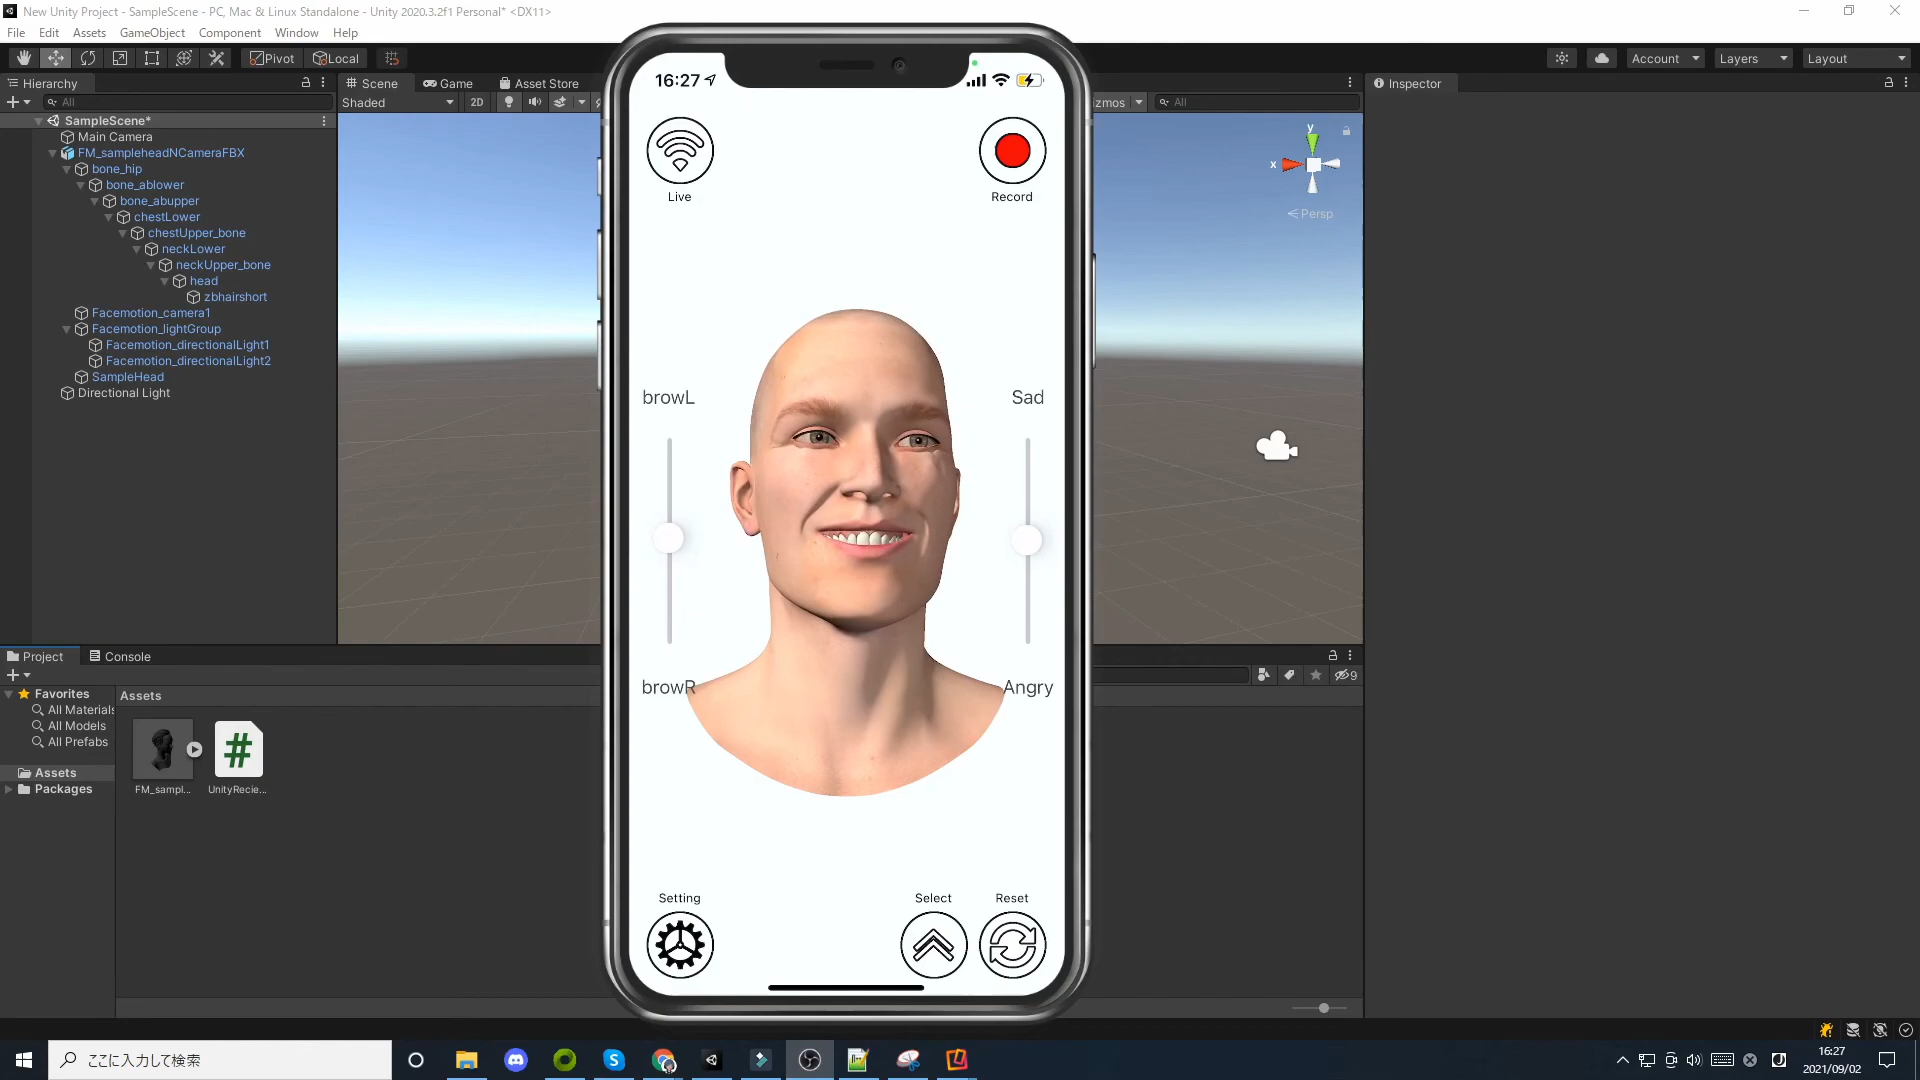 New Unity Project - SampleScene - PC, Mac & Linux Standalone - Unity 2020.3.2f1 Personal* <DX11>
File Edit Assets GameObject Component Window Help
Pivot Local Account Layers Layout
Hierarchy
Scene Game Asset Store
Inspector
All
Shaded 2D
zmos All
SampleScene*
Main Camera
FM_sampleheadNCameraFBX
bone_hip
bone_ablower
bone_abupper
chestLower
chestUpper_bone
neckLower
neckUpper_bone
head
zbhairshort
Facemotion_camera1
Facemotion_lightGroup
Facemotion_directionalLight1
Facemotion_directionalLight2
SampleHead
Directional Light
y
x
Persp
16:27
Live
Record
browL
Sad
browR
Angry
Setting
Select
Reset
Project Console
9
Favorites
All Materials
All Models
All Prefabs
Assets
Packages
Assets
FM_sampl...
#
UnityRecie...
ここに入力して検索
16:27
2021/09/02